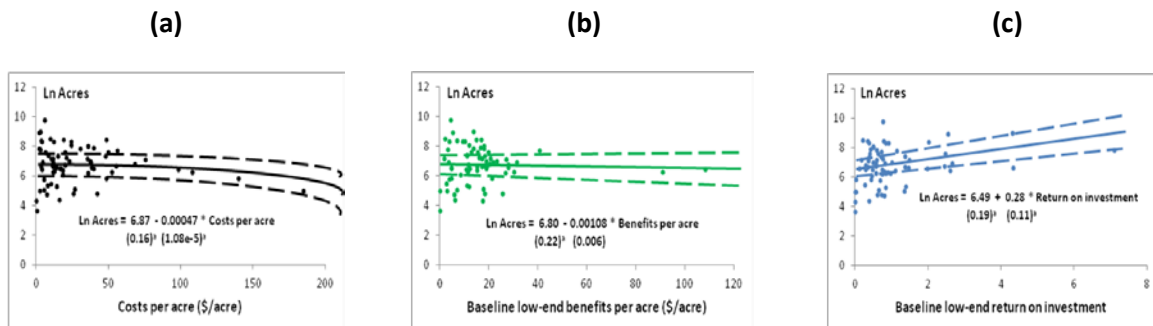 (a)
(b)
(c)
Ln Acres
12
10
8
6
4
2
0
Ln Acres = 6.87 - 0.00047 * Costs per acre
(0.16)ᵃ (1.08e-5)ᵃ
0 50 100 150 200
Costs per acre ($/acre)
Ln Acres
12
10
8
6
4
2
0
Ln Acres = 6.80 - 0.00108 * Benefits per acre
(0.22)ᵃ (0.006)
0 20 40 60 80 100 120
Baseline low-end benefits per acre ($/acre)
Ln Acres
12
10
8
6
4
2
0
Ln Acres = 6.49 + 0.28 * Return on investment
(0.19)ᵃ (0.11)ᵃ
0 2 4 6 8
Baseline low-end return on investment